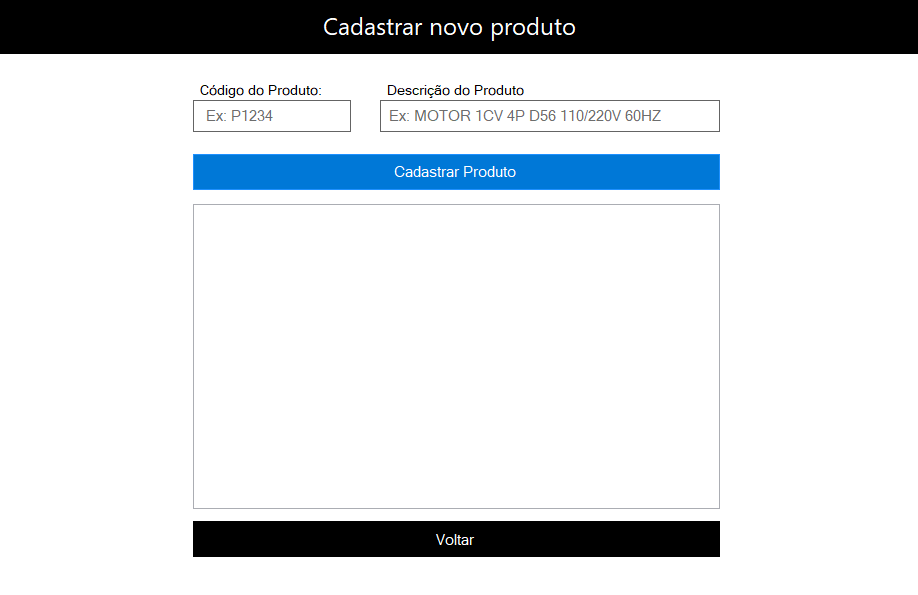 Cadastrar novo produto
Código do Produto: Descrição do Produto
Ex: P1234 Ex: MOTOR 1CV 4P D56 110/220V 60HZ
Cadastrar Produto
Voltar